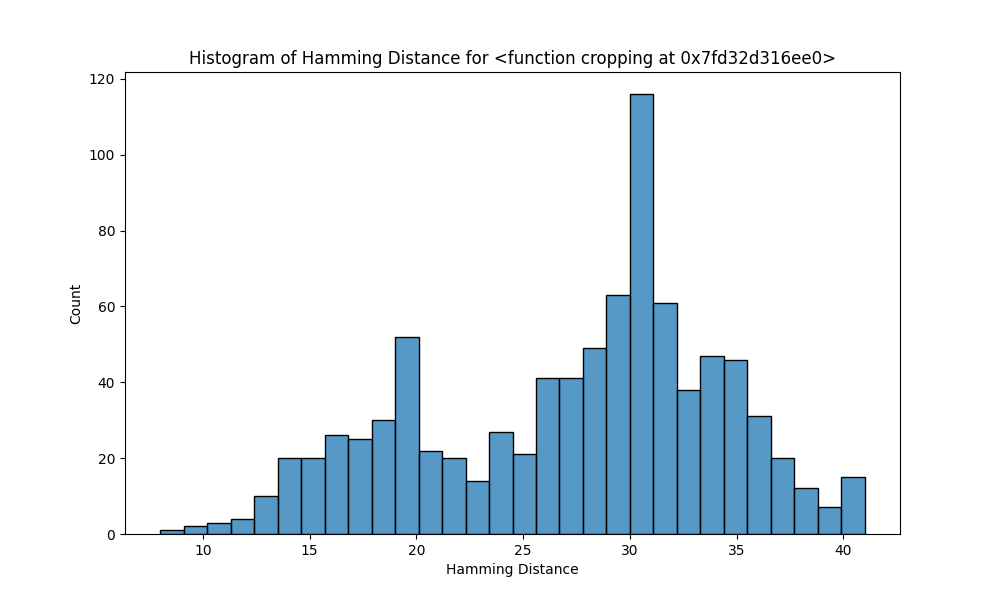 Histogram of Hamming Distance for <function cropping at 0x7fd32d316ee0>
120
100
80
60
40
20
0
Count
10 15 20 25 30 35 40
Hamming Distance